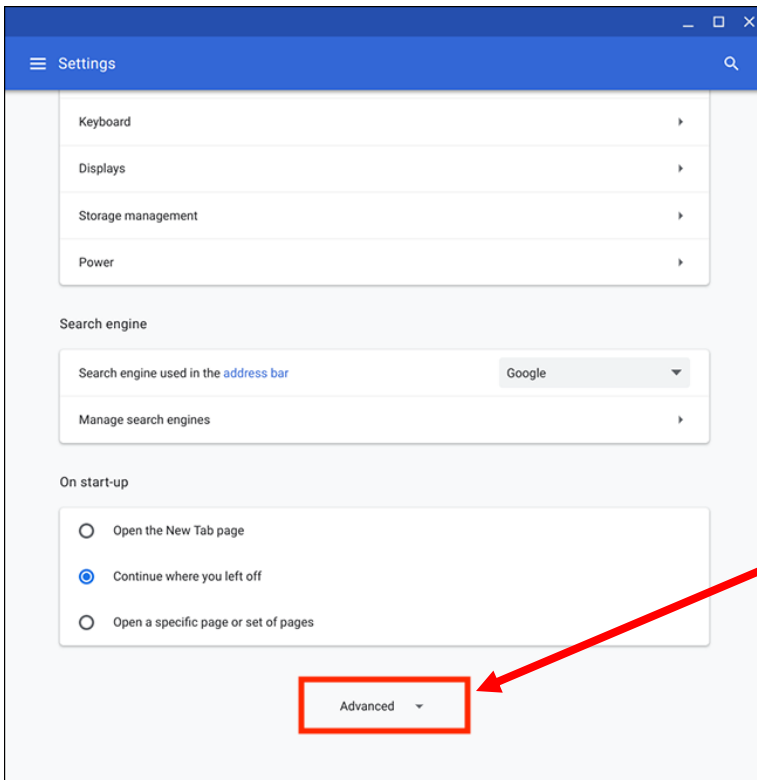 Settings
Keyboard
Displays
Storage management
Power
Search engine
Search engine used in the address bar Google
Manage search engines
On start-up
Open the New Tab page
Continue where you left off
Open a specific page or set of pages
Advanced